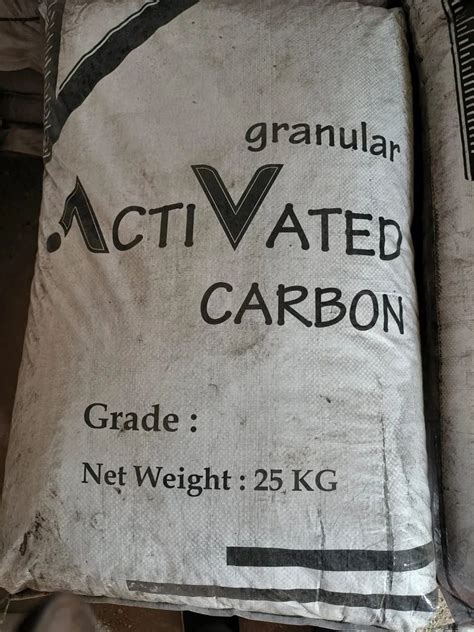 granular
ACTIVATED
CARBON
Grade :
Net Weight : 25 KG